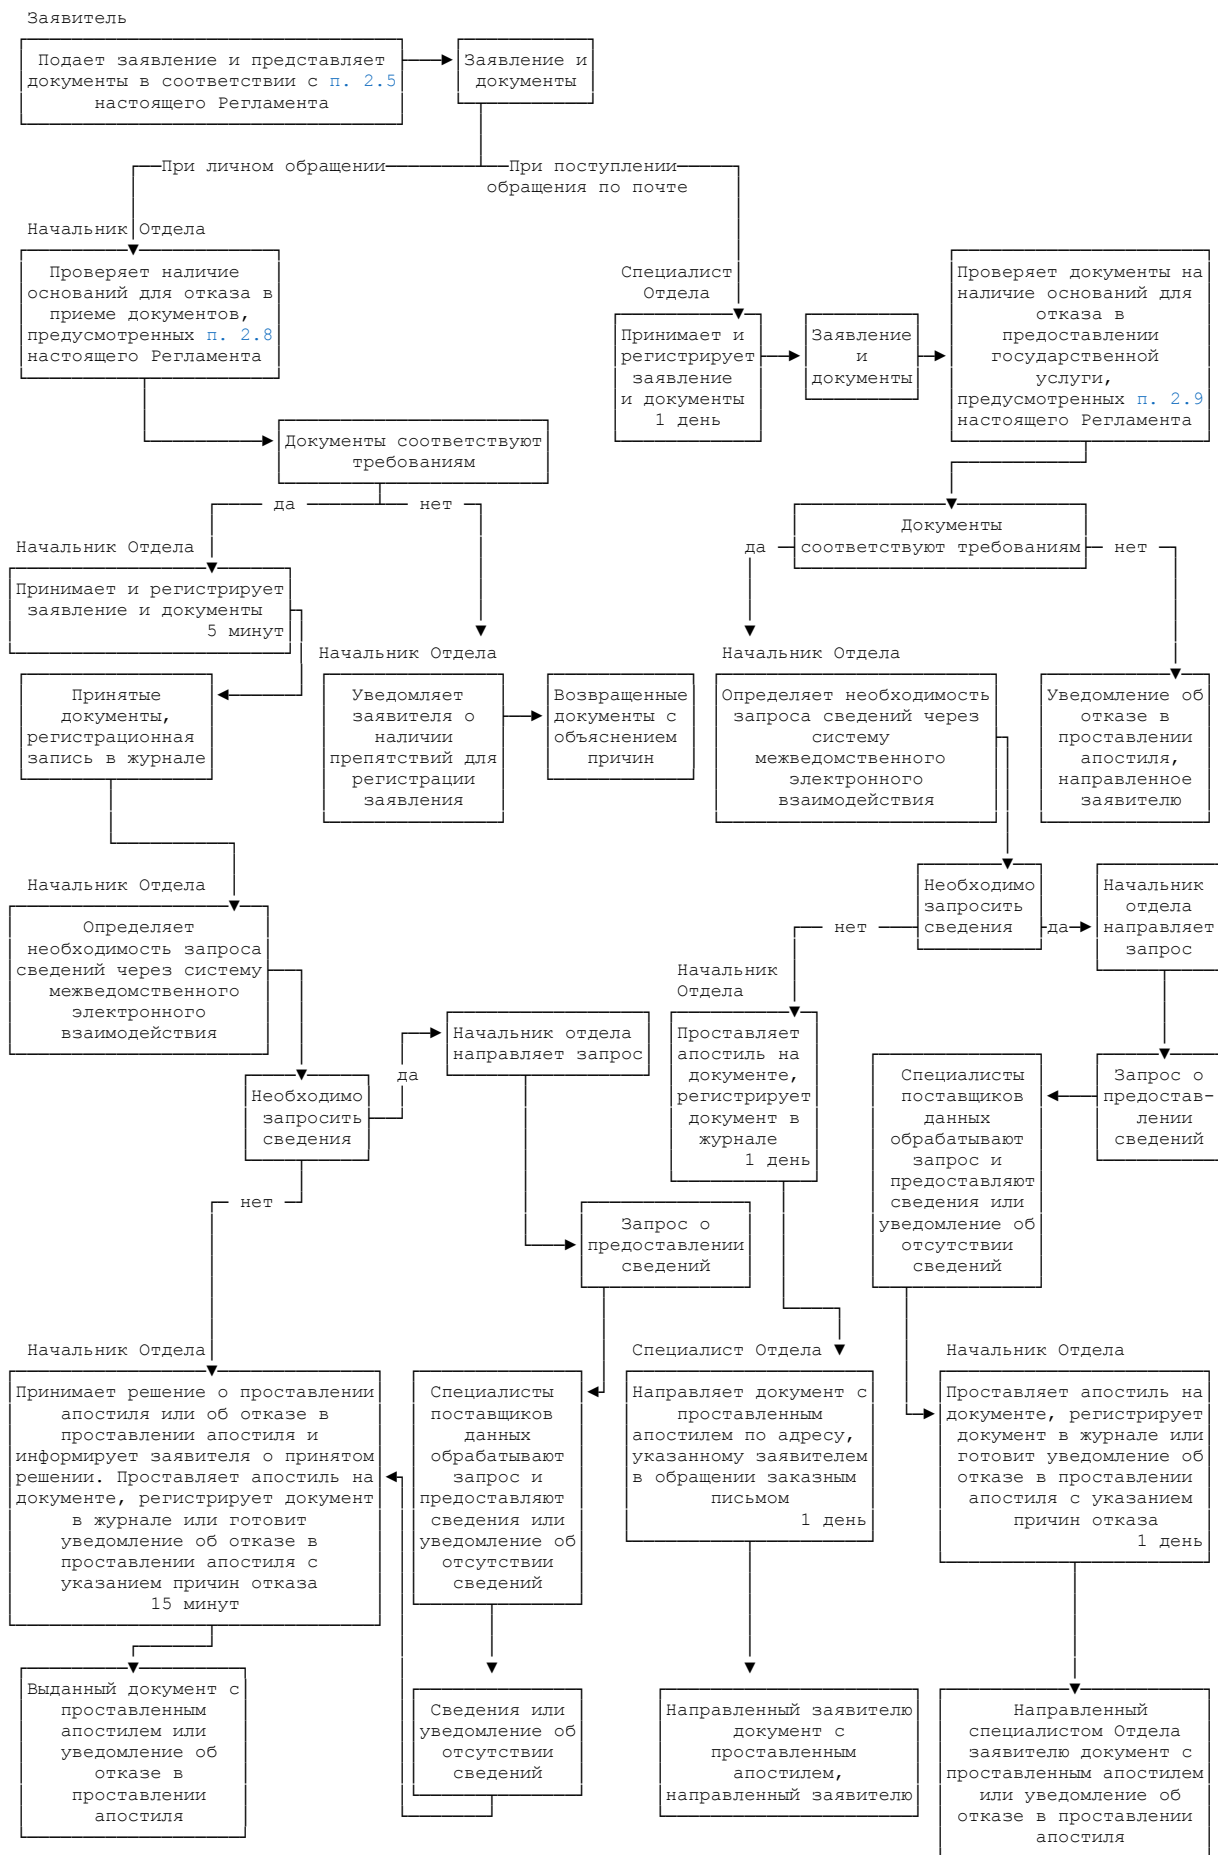 Заявитель
Подает заявление и представляет
документы в соответствии с п. 2.5
настоящего Регламента
Заявление и
документы
При личном обращении
При поступлении
обращения по почте
Начальник Отдела
Проверяет наличие
оснований для отказа в
приеме документов,
предусмотренных п. 2.8
настоящего Регламента
Специалист
Отдела
Принимает и
регистрирует
заявление
и документы
1 день
Заявление
и
документы
Проверяет документы на
наличие оснований для
отказа в
предоставлении
государственной
услуги,
предусмотренных п. 2.9
настоящего Регламента
Документы соответствуют
требованиям
да
нет
Документы
соответствуют требованиям
да
нет
Начальник Отдела
Принимает и регистрирует
заявление и документы
5 минут
Начальник Отдела
Начальник Отдела
Принятые
документы,
регистрационная
запись в журнале
Уведомляет
заявителя о
наличии
препятствий для
регистрации
заявления
Возвращенные
документы с
объяснением
причин
Определяет необходимость
запроса сведений через
систему
межведомственного
электронного
взаимодействия
Уведомление об
отказе в
проставлении
апостиля,
направленное
заявителю
Начальник Отдела
Определяет
необходимость запроса
сведений через систему
межведомственного
электронного
взаимодействия
Необходимо
запросить
сведения
нет
да
Начальник
отдела
направляет
запрос
Начальник
Отдела
Проставляет
апостиль на
документе,
регистрирует
документ в
журнале
1 день
Начальник отдела
направляет запрос
да
Необходимо
запросить
сведения
нет
Специалисты
поставщиков
данных
обрабатывают
запрос и
предоставляют
сведения или
уведомление об
отсутствии
сведений
Запрос о
предостав-
лении
сведений
Запрос о
предоставлении
сведений
Начальник Отдела
Принимает решение о проставлении
апостиля или об отказе в
проставлении апостиля и
информирует заявителя о принятом
решении. Проставляет апостиль на
документе, регистрирует документ
в журнале или готовит
уведомление об отказе в
проставлении апостиля с
указанием причин отказа
15 минут
Специалисты
поставщиков
данных
обрабатывают
запрос и
предоставляют
сведения или
уведомление об
отсутствии
сведений
Специалист Отдела
Направляет документ с
проставленным
апостилем по адресу,
указанному заявителем
в обращении заказным
письмом
1 день
Начальник Отдела
Проставляет апостиль на
документе, регистрирует
документ в журнале или
готовит уведомление об
отказе в проставлении
апостиля с указанием
причин отказа
1 день
Выданный документ с
проставленным
апостилем или
уведомление об
отказе в
проставлении
апостиля
Сведения или
уведомление об
отсутствии
сведений
Направленный заявителю
документ с
проставленным
апостилем,
направленный заявителю
Направленный
специалистом Отдела
заявителю документ с
проставленным апостилем
или уведомление об
отказе в проставлении
апостиля